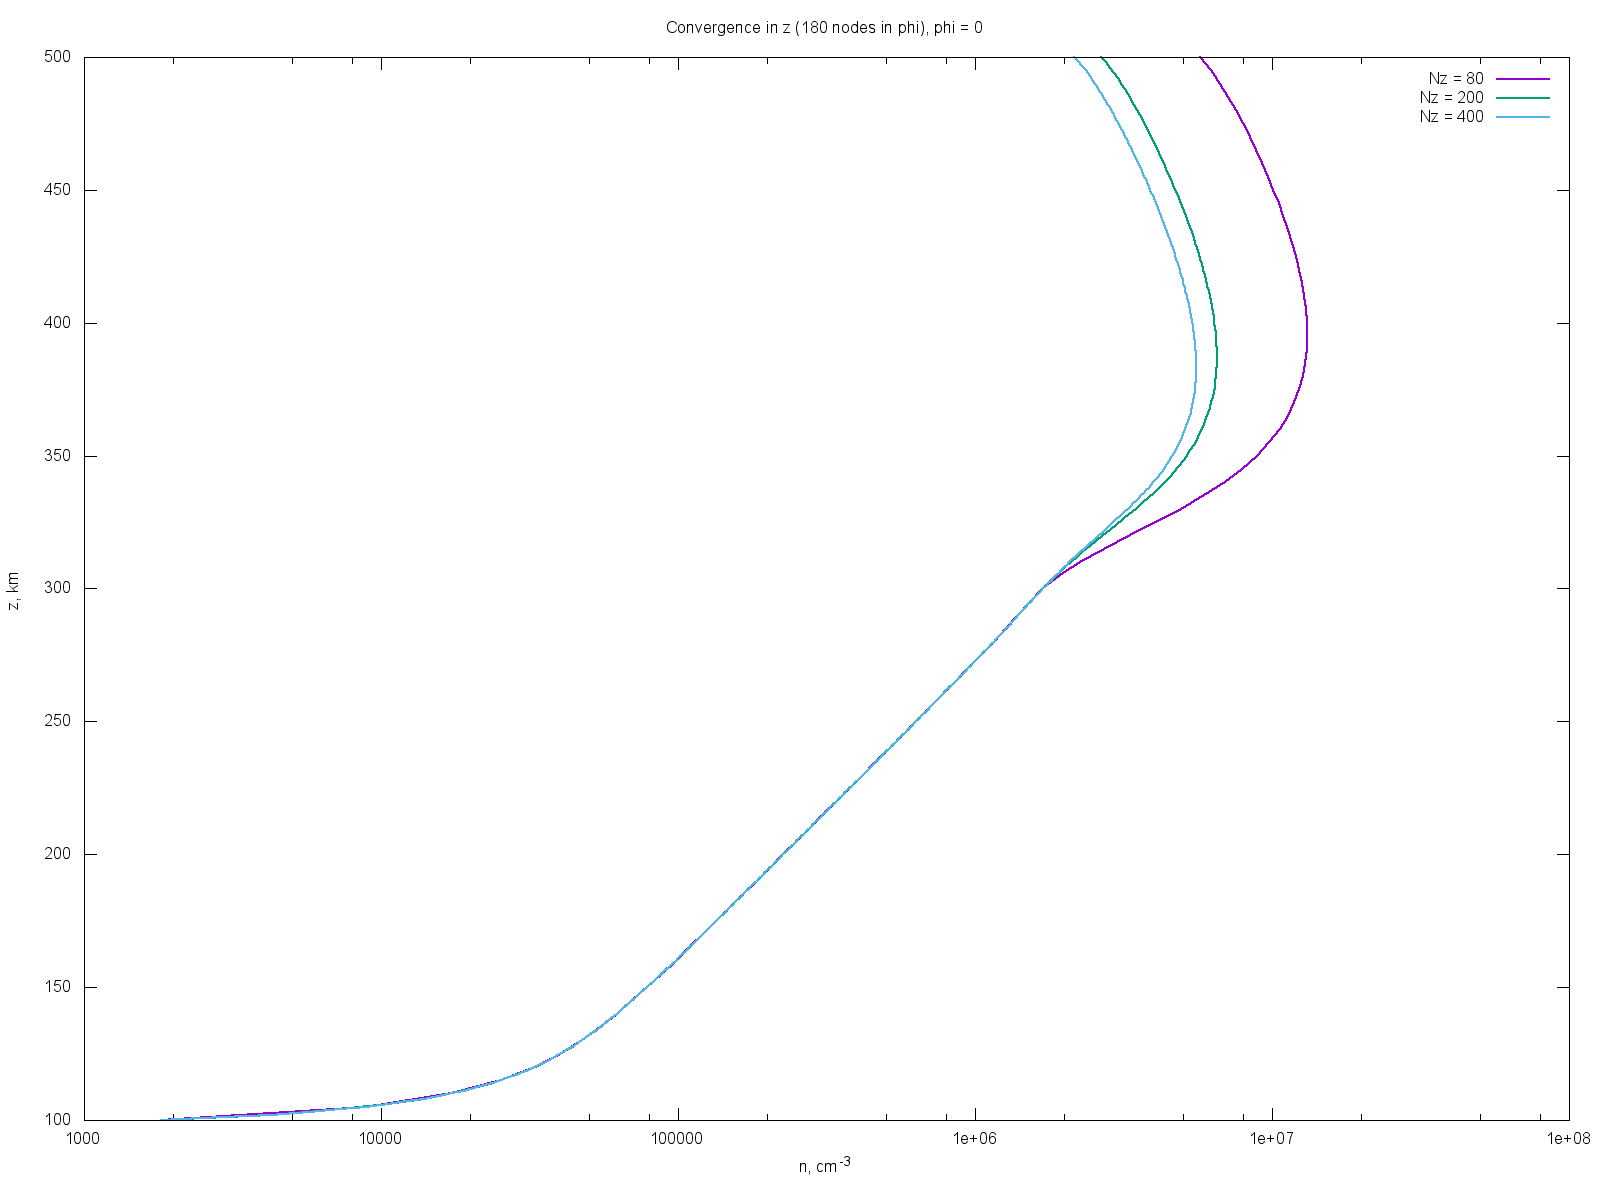 Convergence in z (180 nodes in phi), phi = 0
500
450
400
350
300
250
200
150
100
z, km
Nz = 80
Nz = 200
Nz = 400
1000 10000 100000 1e+06 1e+07 1e+08
n, cm-3